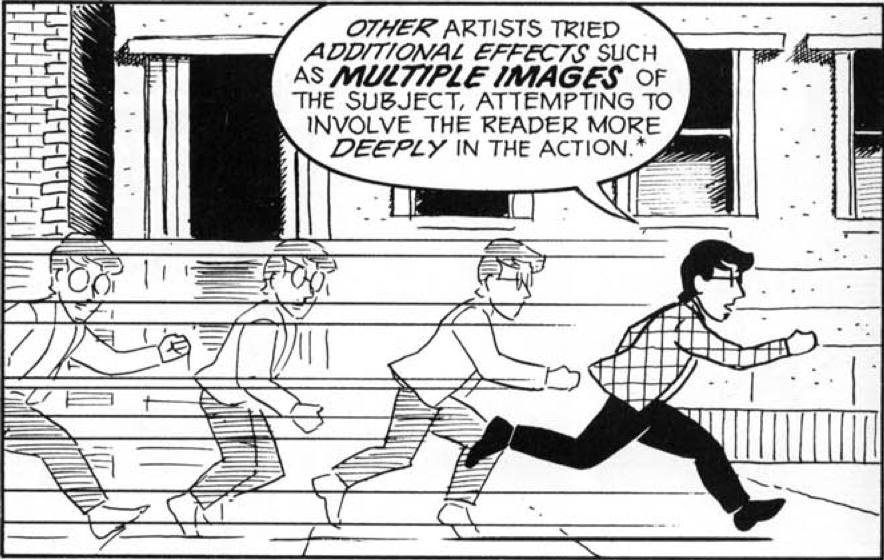 OTHER ARTISTS TRIED
ADDITIONAL EFFECTS SUCH
AS MULTIPLE IMAGES OF
THE SUBJECT, ATTEMPTING TO
INVOLVE THE READER MORE
DEEPLY IN THE ACTION.*